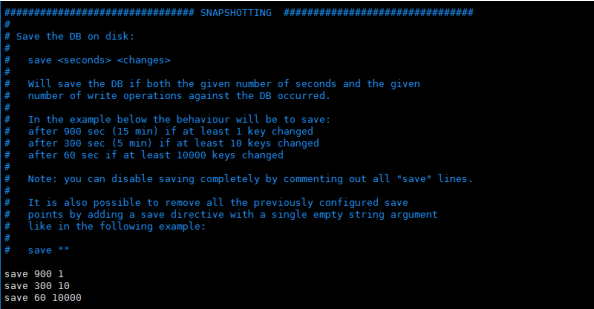 ################################ SNAPSHOTTING  ################################
#
# Save the DB on disk:
#
#   save <seconds> <changes>
#
#   Will save the DB if both the given number of seconds and the given
#   number of write operations against the DB occurred.
#
#   In the example below the behaviour will be to save:
#   after 900 sec (15 min) if at least 1 key changed
#   after 300 sec (5 min) if at least 10 keys changed
#   after 60 sec if at least 10000 keys changed
#
#   Note: you can disable saving completely by commenting out all "save" lines.
#
#   It is also possible to remove all the previously configured save
#   points by adding a save directive with a single empty string argument
#   like in the following example:
#
#   save ""

save 900 1
save 300 10
save 60 10000